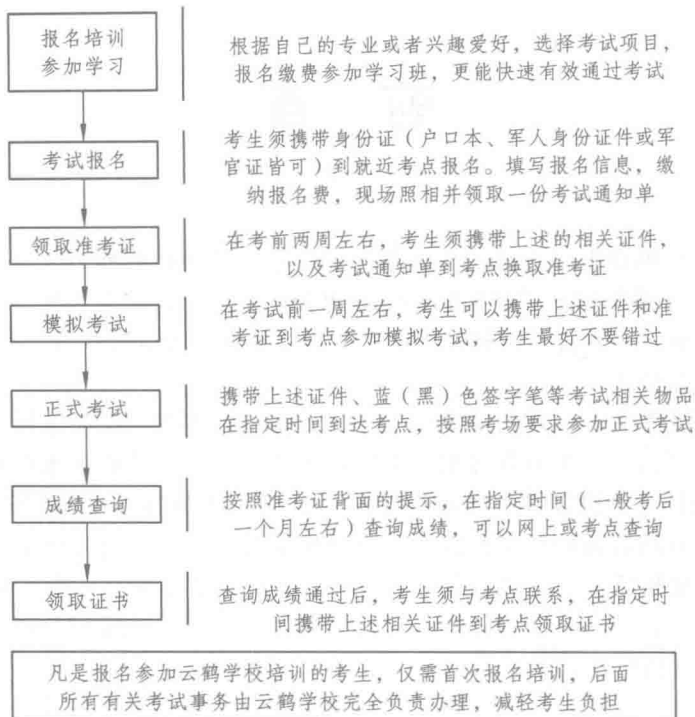 报名培训
参加学习
根据自己的专业或者兴趣爱好，选择考试项目，
报名缴费参加学习班，更能快速有效通过考试
考试报名
考生须携带身份证（户口本、军人身份证件或军
官证皆可）到就近考点报名。填写报名信息，缴
纳报名费，现场照相并领取一份考试通知单
领取准考证
在考前两周左右，考生须携带上述的相关证件，
以及考试通知单到考点换取准考证
模拟考试
在考试前一周左右，考生可以携带上述证件和准
考证到考点参加模拟考试，考生最好不要错过
正式考试
携带上述证件、蓝（黑）色签字笔等考试相关物品
在指定时间到达考点，按照考场要求参加正式考试
成绩查询
按照准考证背面的提示，在指定时间（一般考后
一个月左右）查询成绩，可以网上或考点查询
领取证书
查询成绩通过后，考生须与考点联系，在指定时
间携带上述相关证件到考点领取证书
凡是报名参加云鹤学校培训的考生，仅需首次报名培训，后面
所有有关考试事务由云鹤学校完全负责办理，减轻考生负担